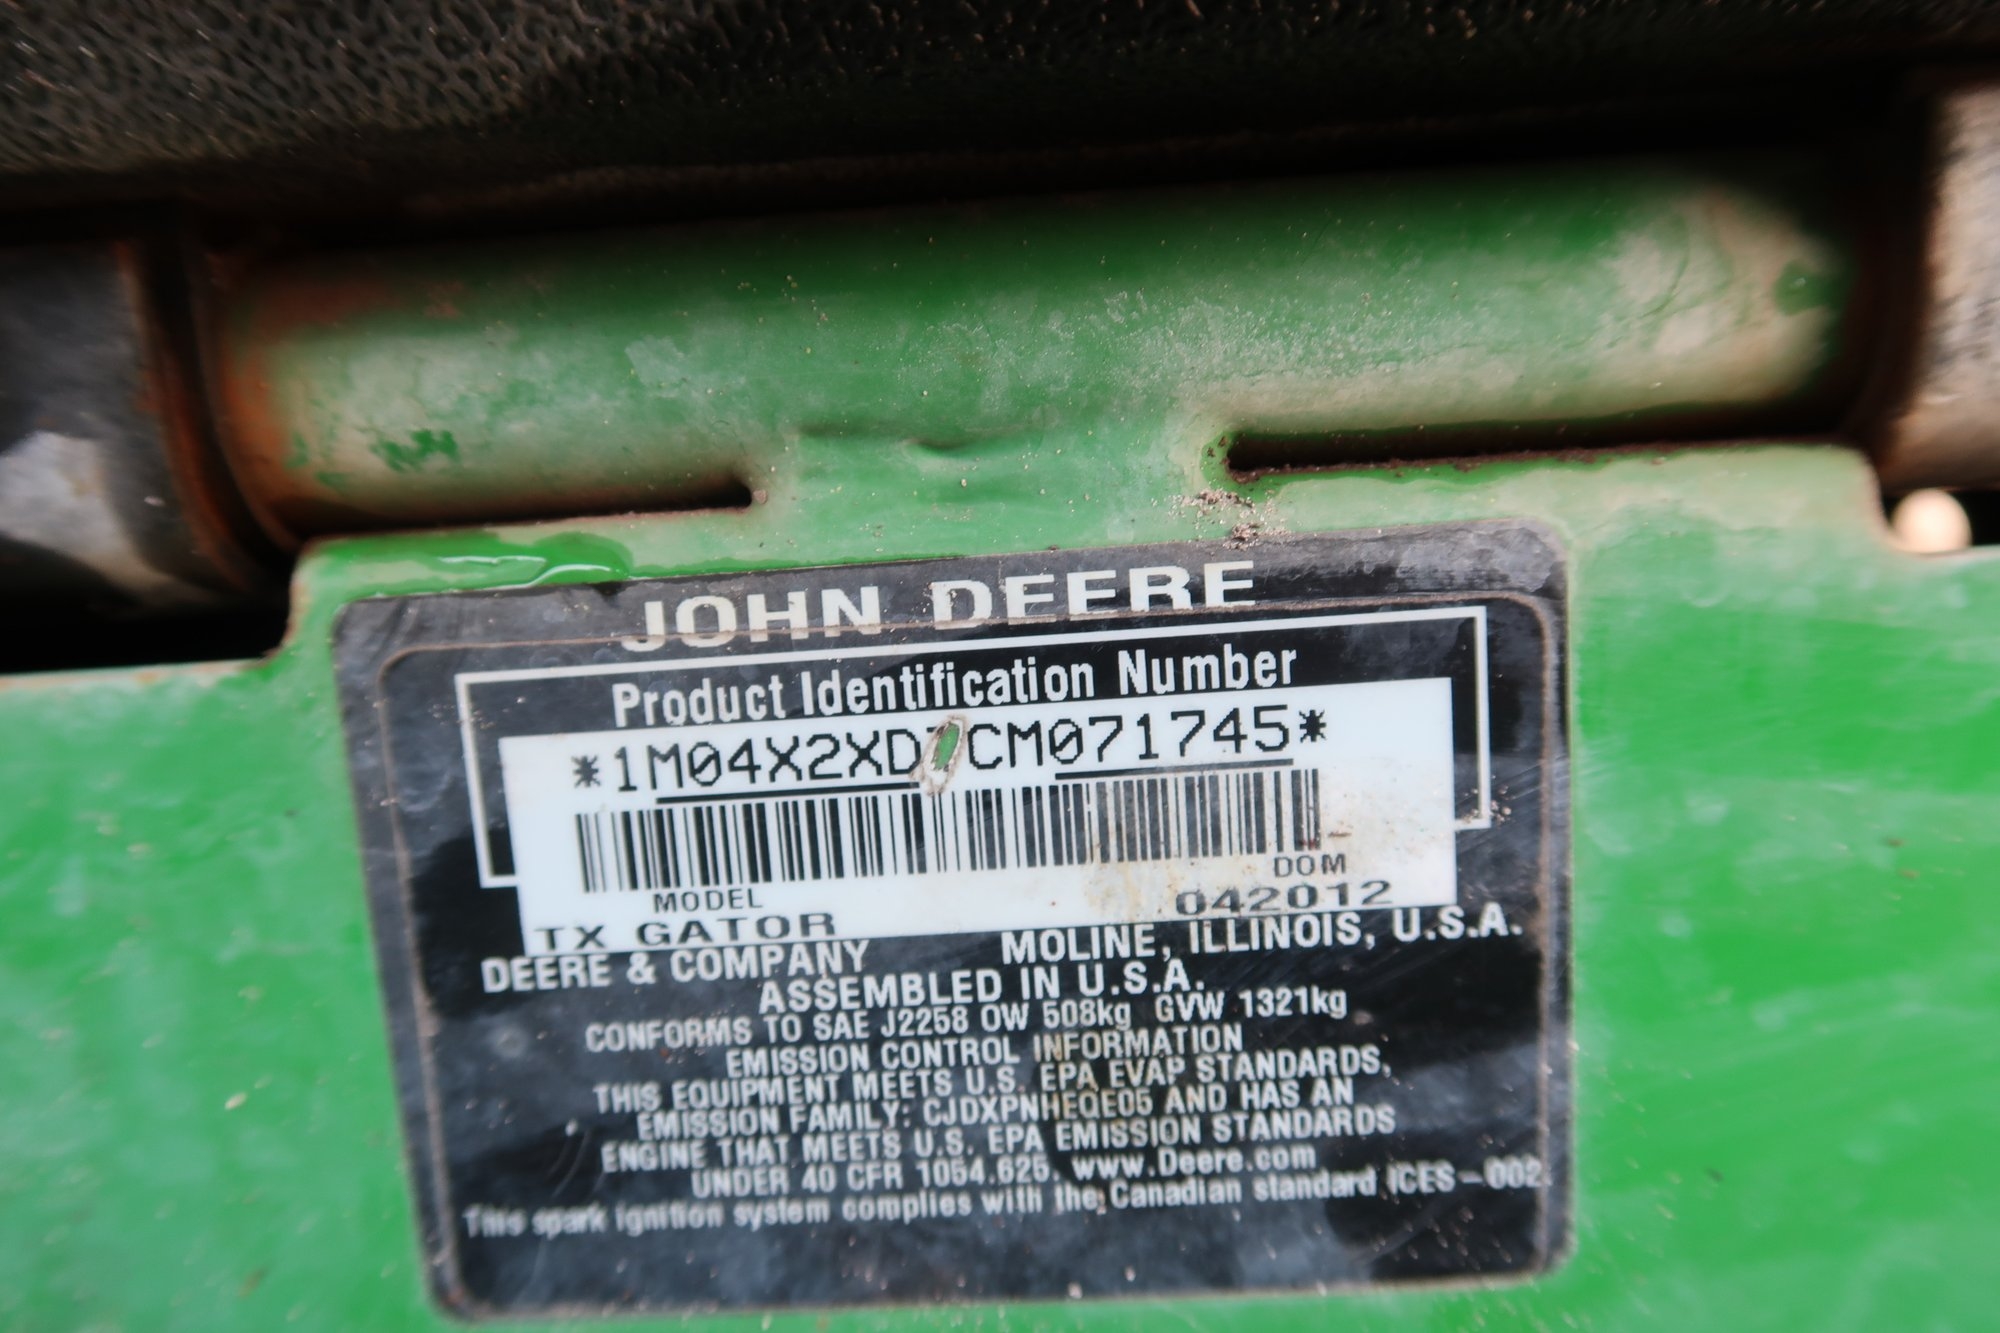 JOHN DEERE
Product Identification Number
CM071745*
MODEL DOM
TX GATOR 042012
DEERE & COMPANY MOLINE, ILLINOIS, U.S.A.
ASSEMBLED IN U.S.A.
CONFORMS TO SAE J2258 OW 508kg GVW 1321kg
EMISSION CONTROL INFORMATION
THIS EQUIPMENT MEETS U.S. EPA EVAP STANDARDS,
EMISSION FAMILY: CJDXPNHEQE05 AND HAS AN
ENGINE THAT MEETS U.S. EPA EMISSION STANDARDS
UNDER 40 CFR 1054.625. www.Deere.com
This spark ignition system complies with the Canadian standard ICES-002.